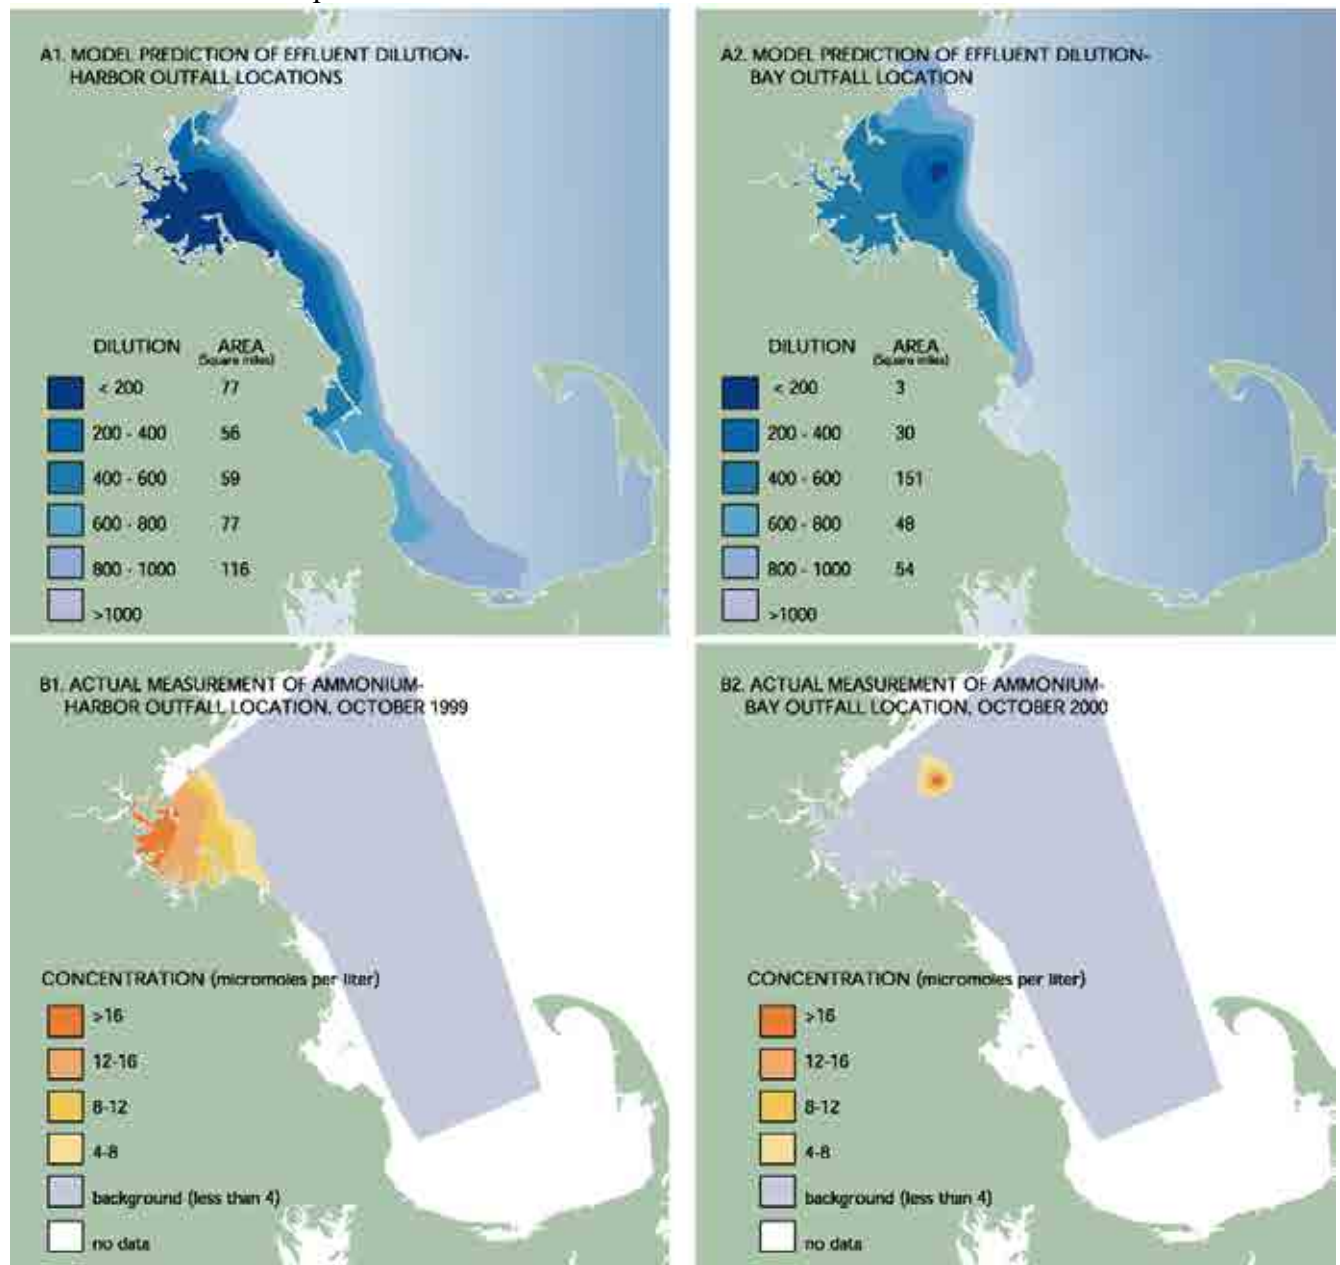 A1. MODEL PREDICTION OF EFFLUENT DILUTION-
HARBOR OUTFALL LOCATIONS
DILUTION AREA
(Square miles)
< 200 77
200 - 400 56
400 - 600 59
600 - 800 77
800 - 1000 116
>1000
A2. MODEL PREDICTION OF EFFLUENT DILUTION-
BAY OUTFALL LOCATION
DILUTION AREA
(Square miles)
< 200 3
200 - 400 30
400 - 600 151
600 - 800 48
800 - 1000 54
>1000
B1. ACTUAL MEASUREMENT OF AMMONIUM-
HARBOR OUTFALL LOCATION, OCTOBER 1999
CONCENTRATION (micromoles per liter)
>16
12-16
8-12
4-8
background (less than 4)
no data
B2. ACTUAL MEASUREMENT OF AMMONIUM-
BAY OUTFALL LOCATION, OCTOBER 2000
CONCENTRATION (micromoles per liter)
>16
12-16
8-12
4-8
background (less than 4)
no data